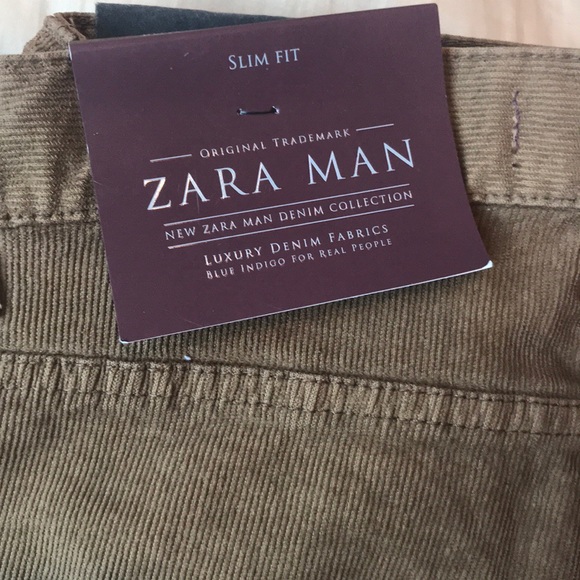 SLIM FIT
ORIGINAL TRADEMARK
ZARA MAN
NEW ZARA MAN DENIM COLLECTION
LUXURY DENIM FABRICS
BLUE INDIGO FOR REAL PEOPLE